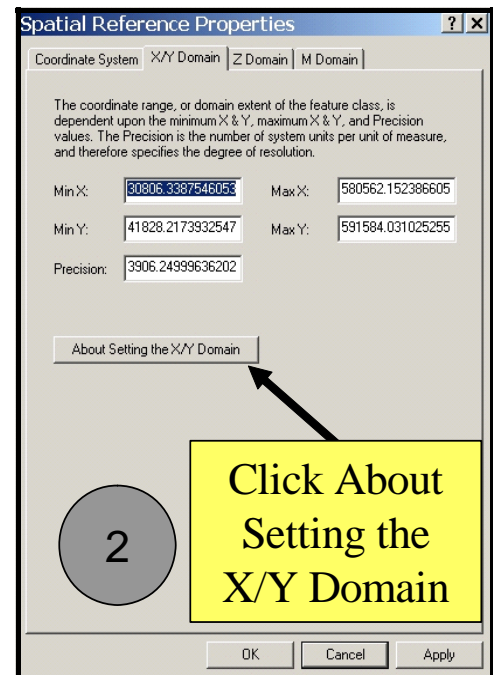 Spatial Reference Properties
? X
Coordinate System X/Y Domain Z Domain M Domain
The coordinate range, or domain extent of the feature class, is
dependent upon the minimum X & Y, maximum X & Y, and Precision
values. The Precision is the number of system units per unit of measure,
and therefore specifies the degree of resolution.
Min X: 30806.3387546053 Max X: 580562.152386605
Min Y: 41828.2173932547 Max Y: 591584.031025255
Precision: 3906.24999636202
About Setting the X/Y Domain
Click About
Setting the
X/Y Domain
2
OK Cancel Apply